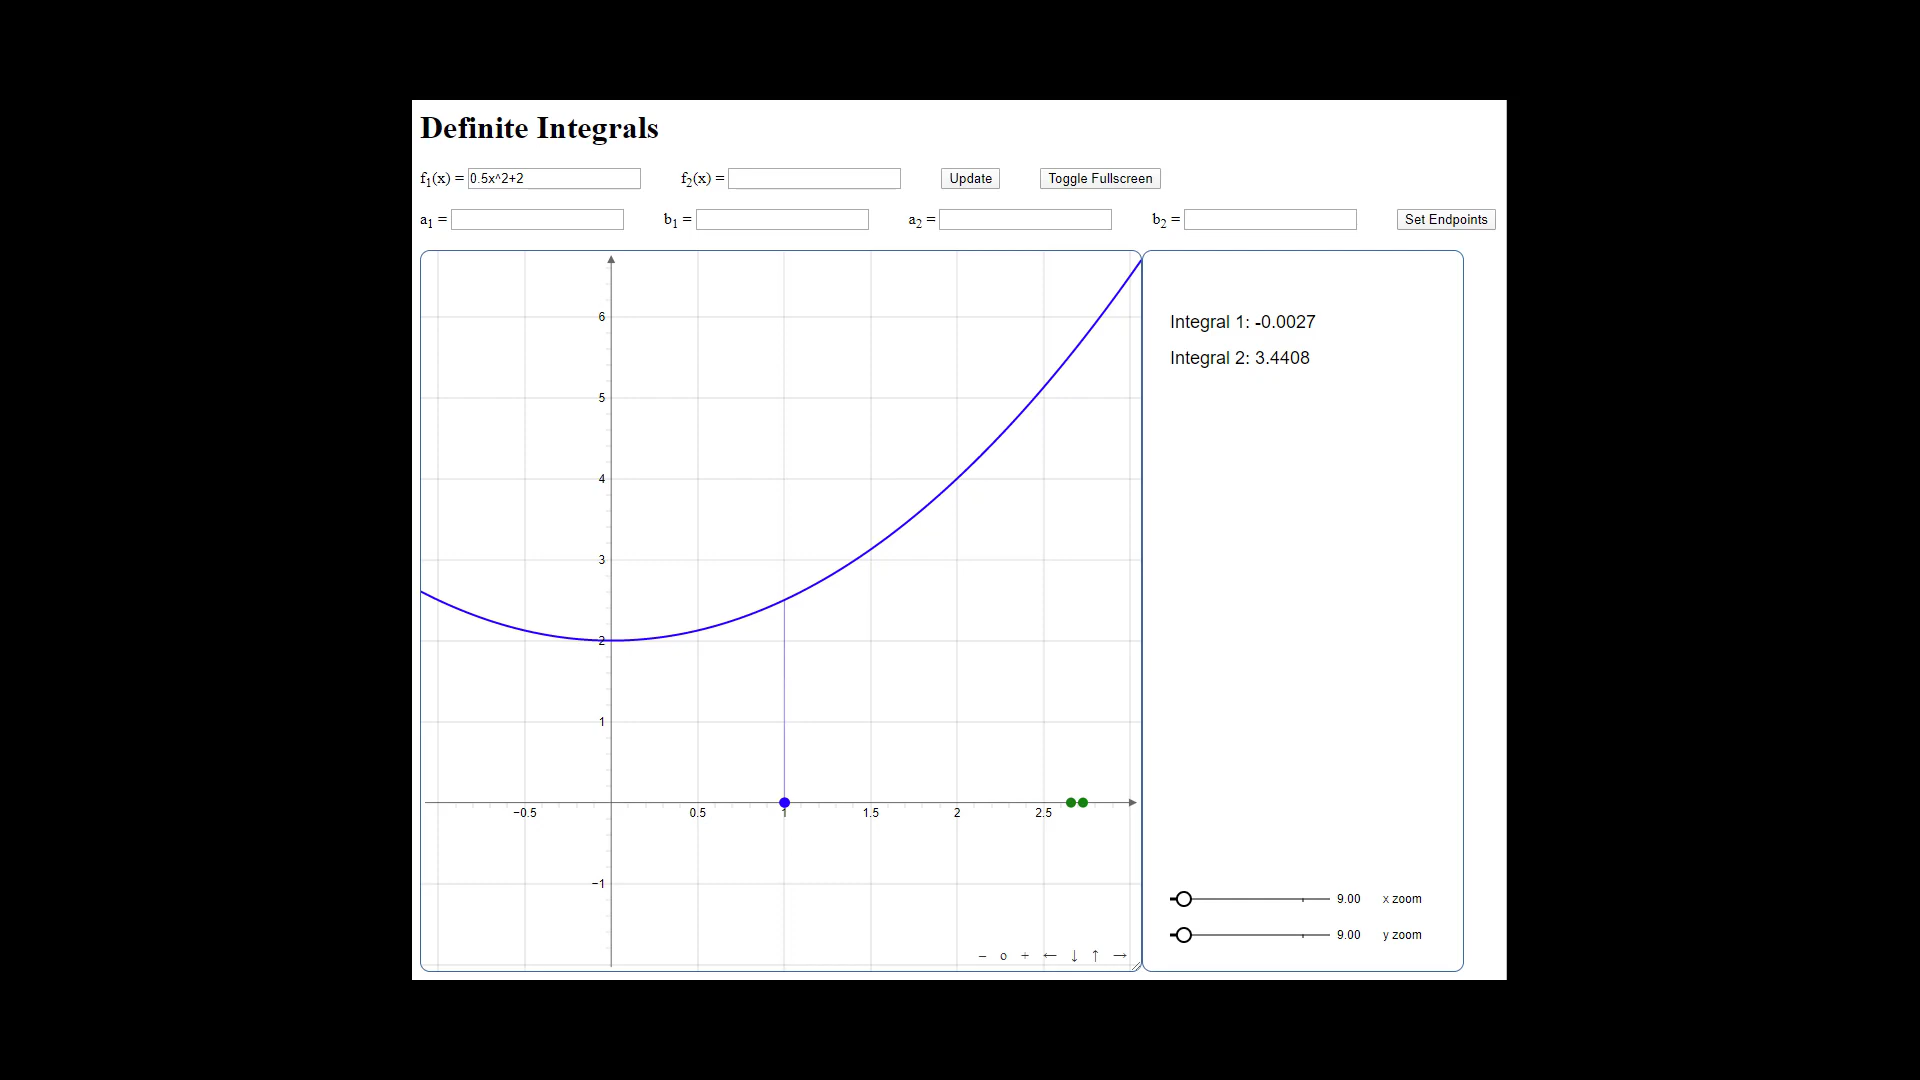 Definite Integrals
f1(x) = 0.5x^2+2 f2(x) = Update Toggle Fullscreen
a1 = b1 = a2 = b2 = Set Endpoints
6
5
4
3
2
1
−1
−0.5 0.5 1 1.5 2 2.5
− o + ← ↓ ↑ →
Integral 1: -0.0027
Integral 2: 3.4408
9.00 x zoom
9.00 y zoom